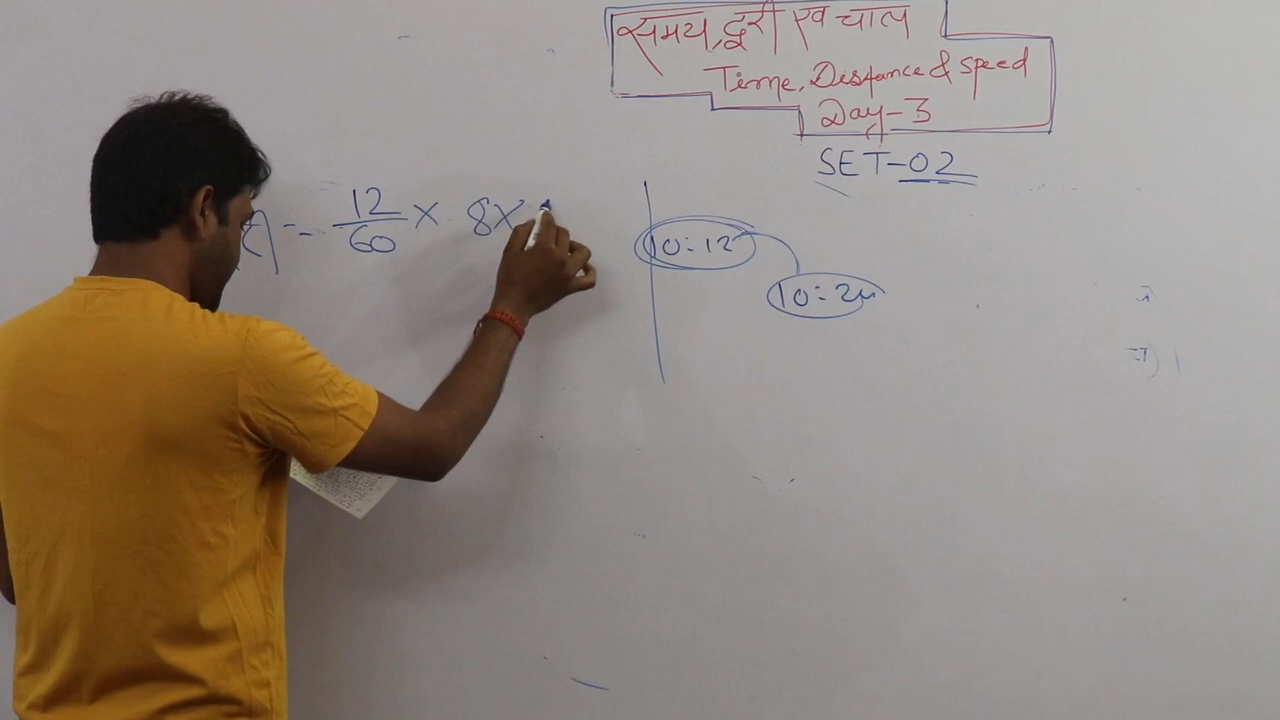 समय, दूरी एव चाल
Time, Distance & Speed
Day-3
SET-02
= 12/60 × 8×
10:12
10:24